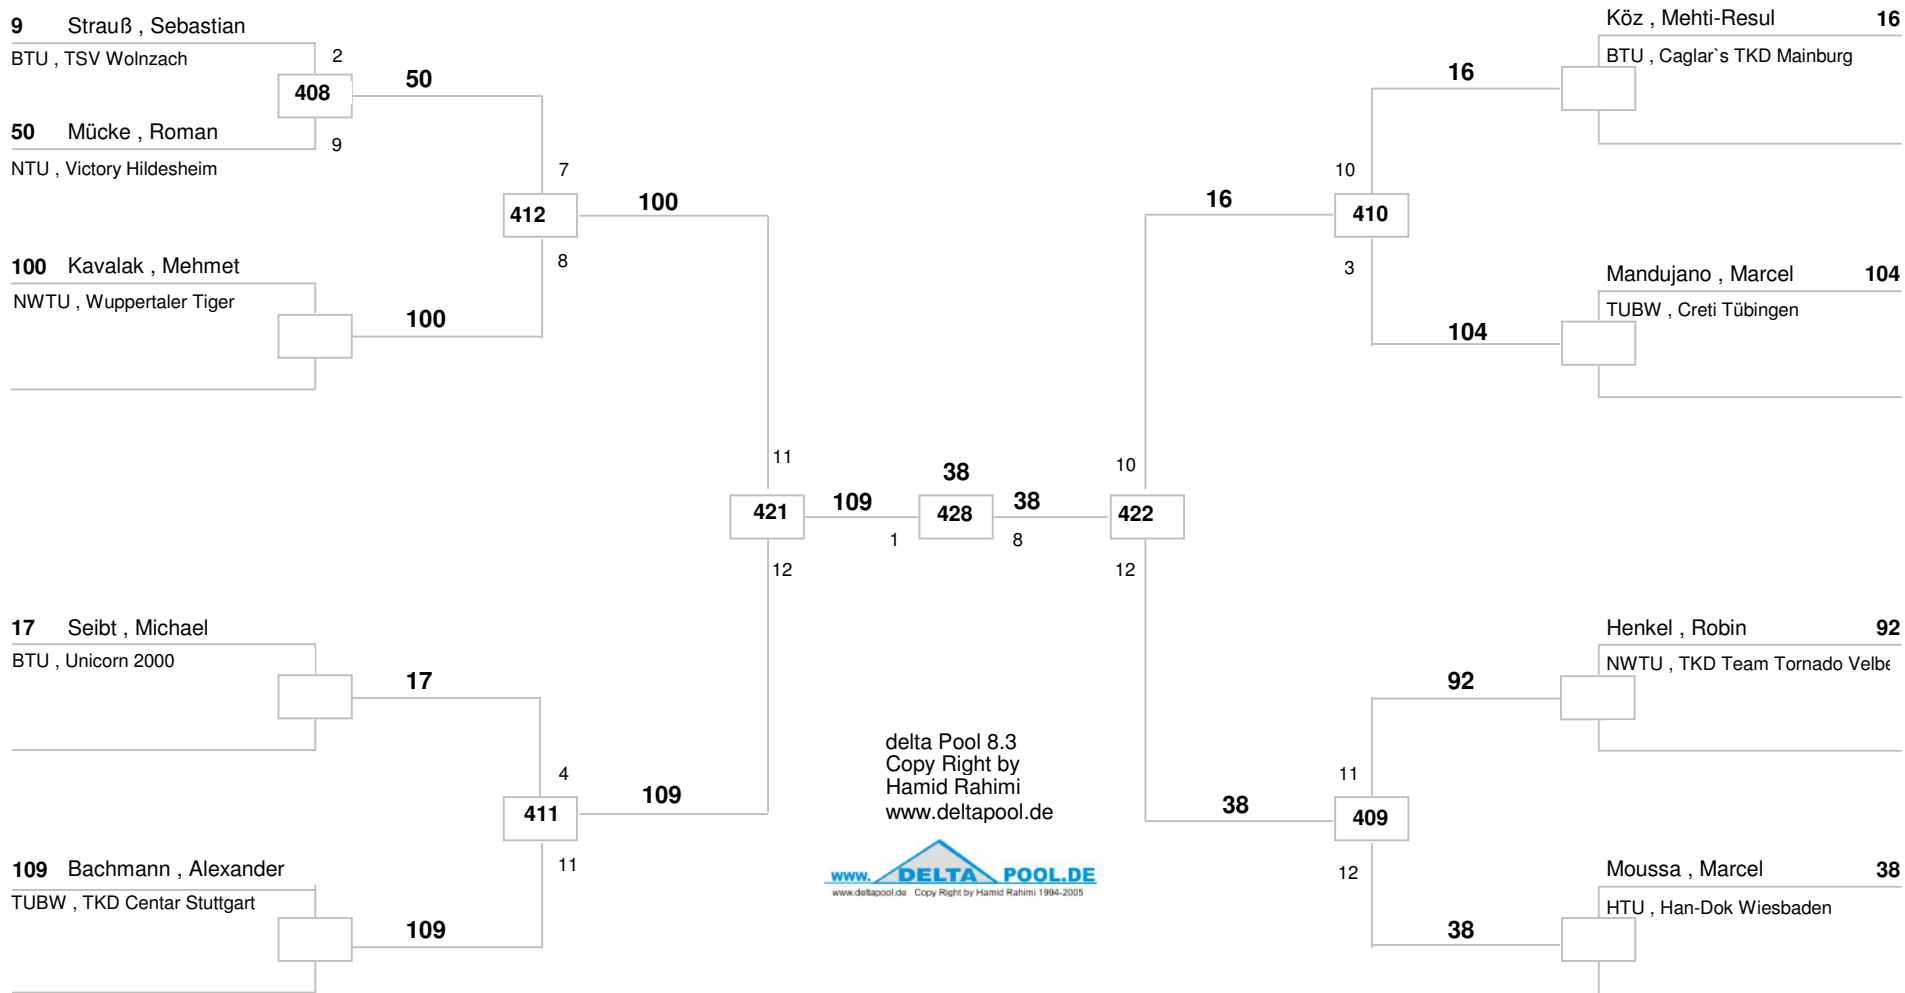 9 Strauß , Sebastian
BTU , TSV Wolnzach
2
408
50
50 Mücke , Roman
9
NTU , Victory Hildesheim
7
412
100
8
100 Kavalak , Mehmet
NWTU , Wuppertaler Tiger
100
11
421
109
12
17 Seibt , Michael
BTU , Unicorn 2000
17
4
411
109
11
109 Bachmann , Alexander
TUBW , TKD Centar Stuttgart
109
38
428
1
38
8
Köz , Mehti-Resul 16
BTU , Caglar`s TKD Mainburg
16
10
16
410
3
Mandujano , Marcel 104
TUBW , Creti Tübingen
104
10
422
12
Henkel , Robin 92
NWTU , TKD Team Tornado Velbe
92
11
38
409
12
Moussa , Marcel 38
HTU , Han-Dok Wiesbaden
38
delta Pool 8.3
Copy Right by
Hamid Rahimi
www.deltapool.de
www. DELTA POOL.DE
www.deltapool.de Copy Right by Hamid Rahimi 1994-2005